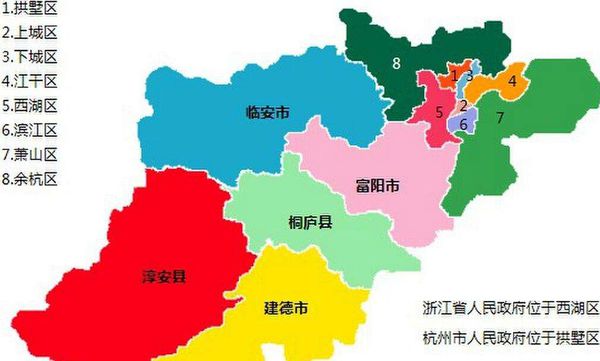 1.拱墅区
2.上城区
3.下城区
4.江干区
5.西湖区
6.滨江区
7.萧山区
8.余杭区
8
1
3
4
临安市
5
2
6
7
富阳市
桐庐县
淳安县
建德市
浙江省人民政府位于西湖区
杭州市人民政府位于拱墅区